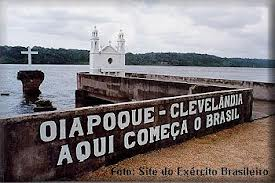 OIAPOQUE - CLEVELÂNDIA
AQUI COMEÇA O BRASIL
Foto: Site do Exército Brasileiro